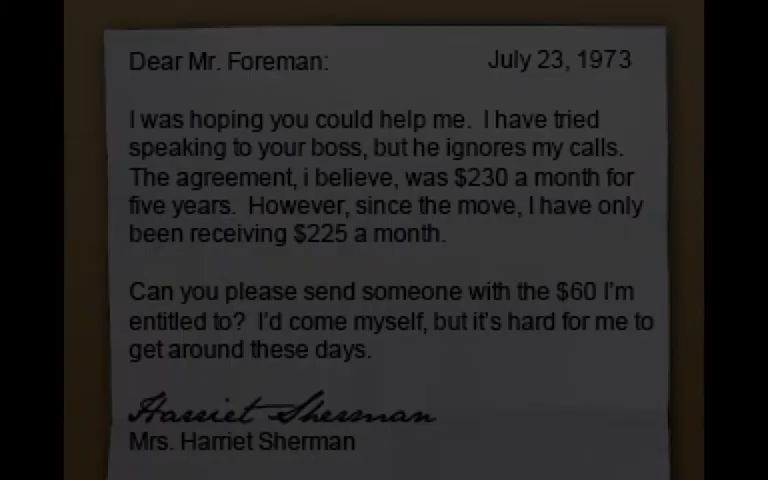 Dear Mr. Foreman: July 23, 1973
I was hoping you could help me. I have tried
speaking to your boss, but he ignores my calls.
The agreement, i believe, was $230 a month for
five years. However, since the move, I have only
been receiving $225 a month.
Can you please send someone with the $60 I'm
entitled to? I'd come myself, but it's hard for me to
get around these days.
Harriet Sherman
Mrs. Harriet Sherman